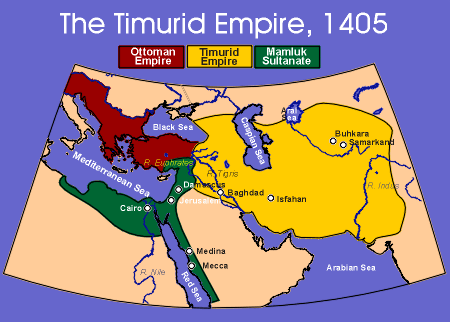 The Timurid Empire, 1405
Ottoman
Empire
Timurid
Empire
Mamluk
Sultanate
Black Sea
Caspian Sea
Aral
Sea
Buhkara
Samarkand
Mediterranean Sea
R. Euphrates
R. Tigris
R. Indus
Damascus
Baghdad
Isfahan
Jerusalem
Cairo
Medina
Mecca
R. Nile
Red Sea
Arabian Sea